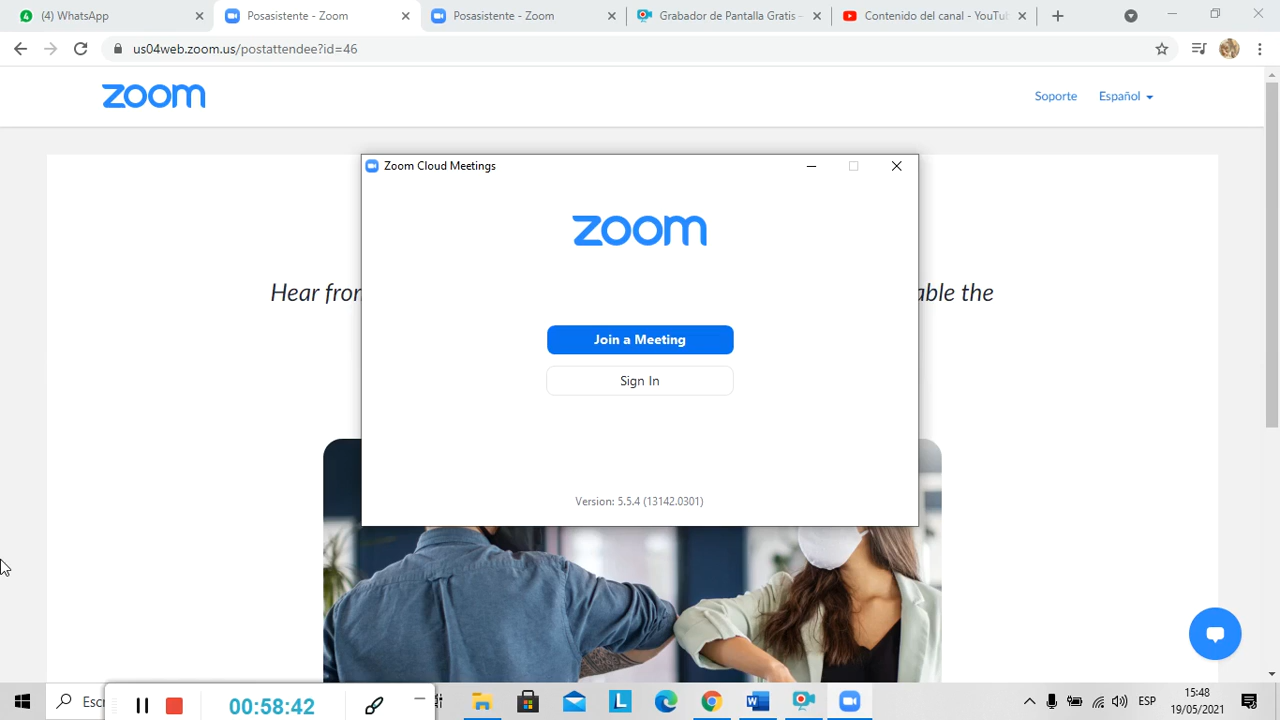 (4) WhatsApp
Posasistente - Zoom
Posasistente - Zoom
Grabador de Pantalla Gratis -
Contenido del canal - YouTu
us04web.zoom.us/postattendee?id=46
zoom
Soporte
Español
Zoom Cloud Meetings
zoom
Hear from
able the
Join a Meeting
Sign In
Version: 5.5.4 (13142.0301)
00:58:42
ESP
15:48
19/05/2021